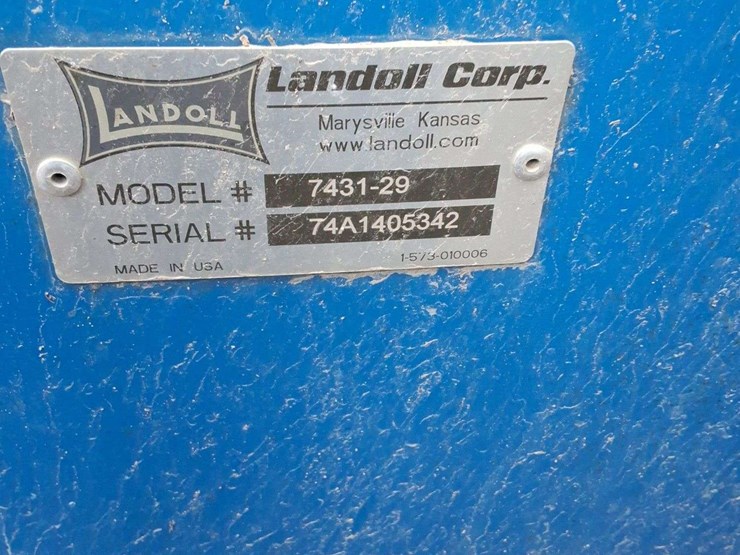 LANDOLL
Landoll Corp.
Marysville Kansas
www.landoll.com
MODEL # 7431-29
SERIAL # 74A1405342
MADE IN USA
1-573-010006